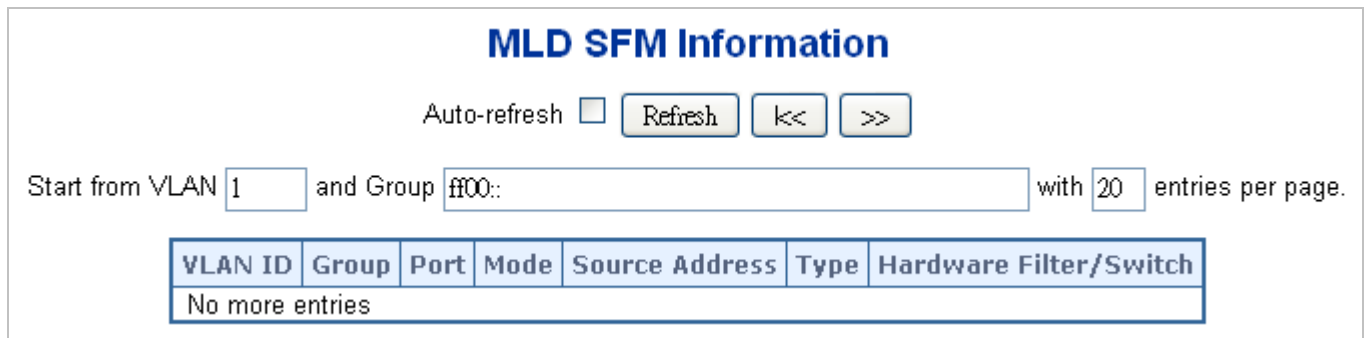 MLD SFM Information
Auto-refresh Refresh |<< >>
Start from VLAN 1 and Group ff00:: with 20 entries per page.
VLAN ID Group Port Mode Source Address Type Hardware Filter/Switch
No more entries